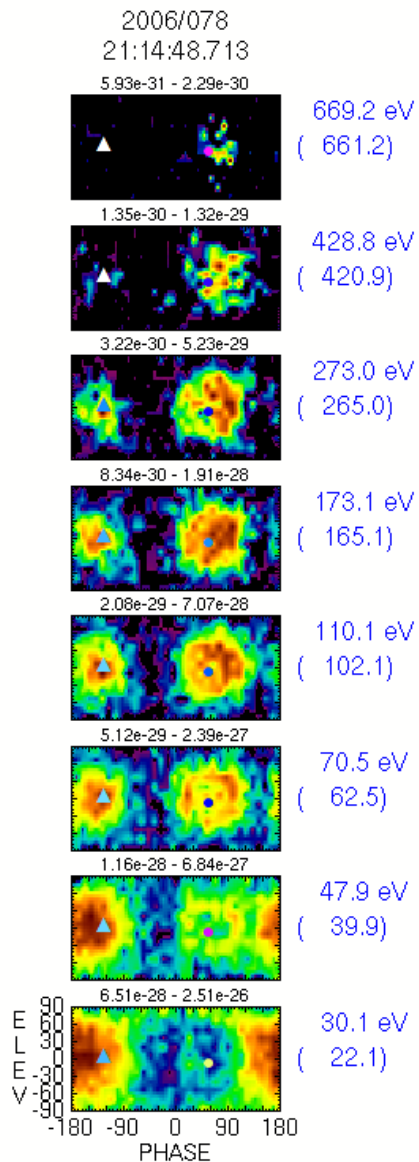 2006/078
21:14:48.713
5.93e-31 - 2.29e-30
669.2 eV
( 661.2)
1.35e-30 - 1.32e-29
428.8 eV
( 420.9)
3.22e-30 - 5.23e-29
273.0 eV
( 265.0)
8.34e-30 - 1.91e-28
173.1 eV
( 165.1)
2.08e-29 - 7.07e-28
110.1 eV
( 102.1)
5.12e-29 - 2.39e-27
70.5 eV
( 62.5)
1.16e-28 - 6.84e-27
47.9 eV
( 39.9)
6.51e-28 - 2.51e-26
30.1 eV
( 22.1)
ELEV
90
60
30
0
-30
-60
-90
-180 -90 0 90 180
PHASE